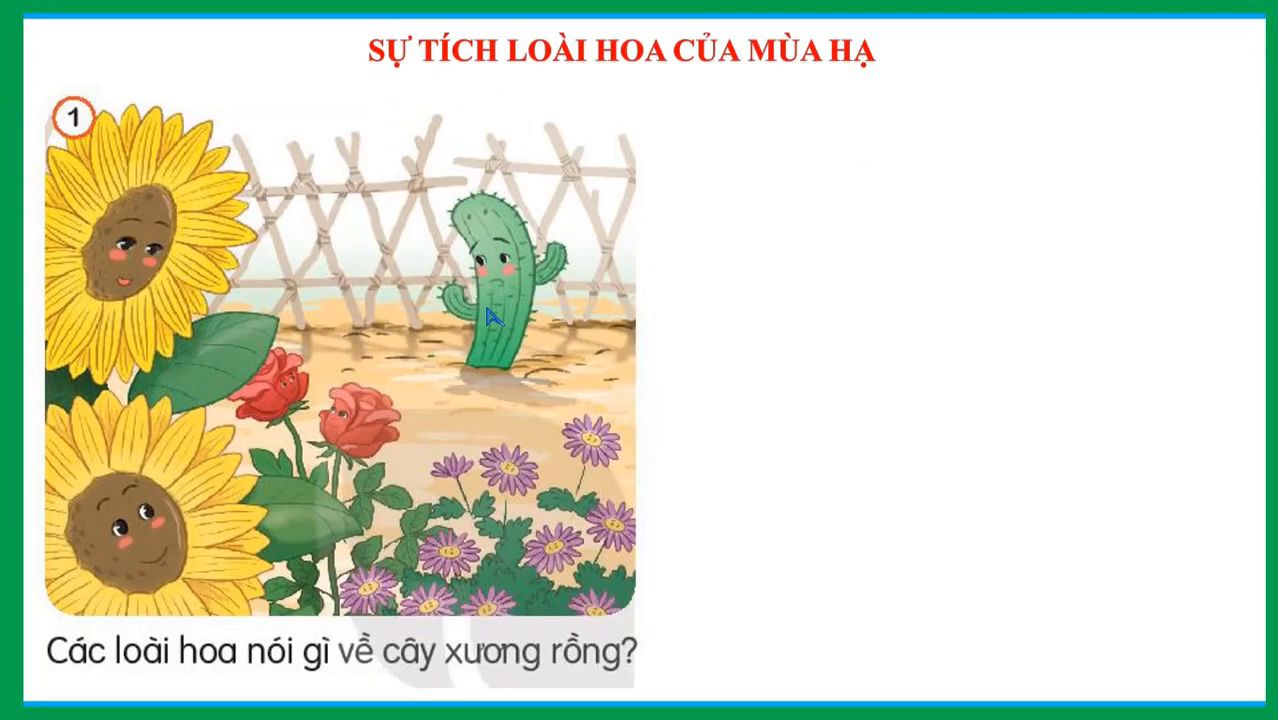 SỰ TÍCH LOÀI HOA CỦA MÙA HẠ
1
Các loài hoa nói gì về cây xương rồng?